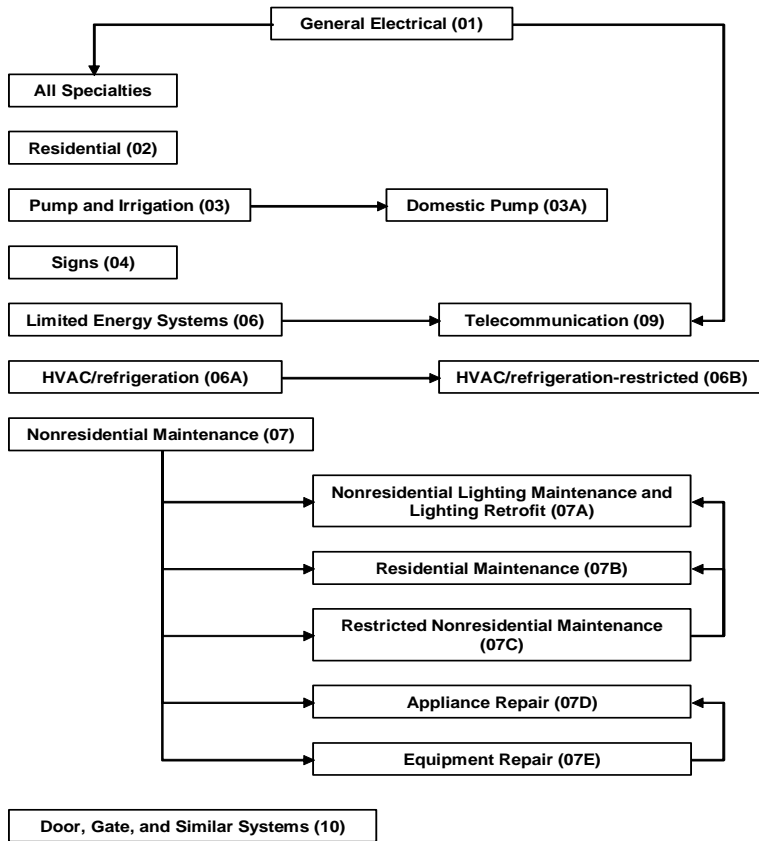 General Electrical (01)
All Specialties
Residential (02)
Pump and Irrigation (03)
Domestic Pump (03A)
Signs (04)
Limited Energy Systems (06)
Telecommunication (09)
HVAC/refrigeration (06A)
HVAC/refrigeration-restricted (06B)
Nonresidential Maintenance (07)
Nonresidential Lighting Maintenance and
Lighting Retrofit (07A)
Residential Maintenance (07B)
Restricted Nonresidential Maintenance
(07C)
Appliance Repair (07D)
Equipment Repair (07E)
Door, Gate, and Similar Systems (10)